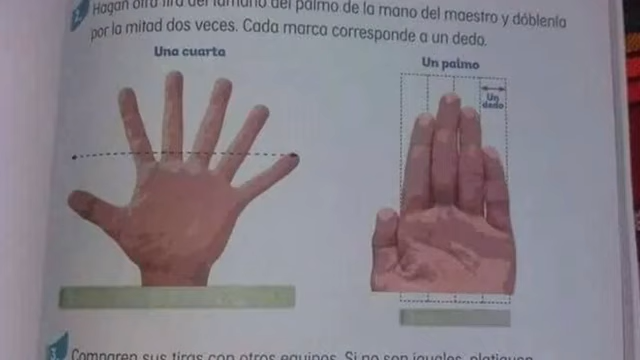 2. Hagan otra tira del tamaño del palmo de la mano del maestro y dóblenla
por la mitad dos veces. Cada marca corresponde a un dedo.
Una cuarta
Un palmo
Un
dedo
3. Comparen sus tiras con otros equipos. Si no son iguales, platiquen